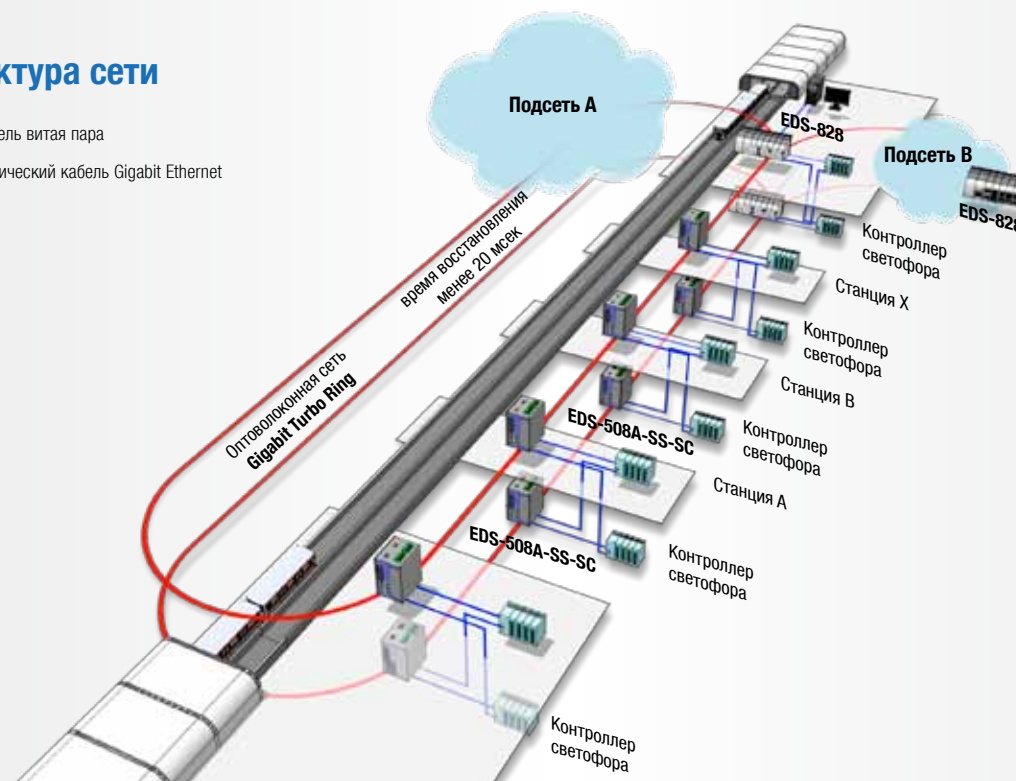 ктура сети
ель витая пара
ический кабель Gigabit Ethernet
Подсеть A
EDS-828
Подсеть B
EDS-828
Контроллер
светофора
Станция X
время восстановления
менее 20 мсек
Контроллер
светофора
Станция B
Оптоволоконная сеть
Gigabit Turbo Ring
EDS-508A-SS-SC
Контроллер
светофора
Станция A
EDS-508A-SS-SC
Контроллер
светофора
Контроллер
светофора